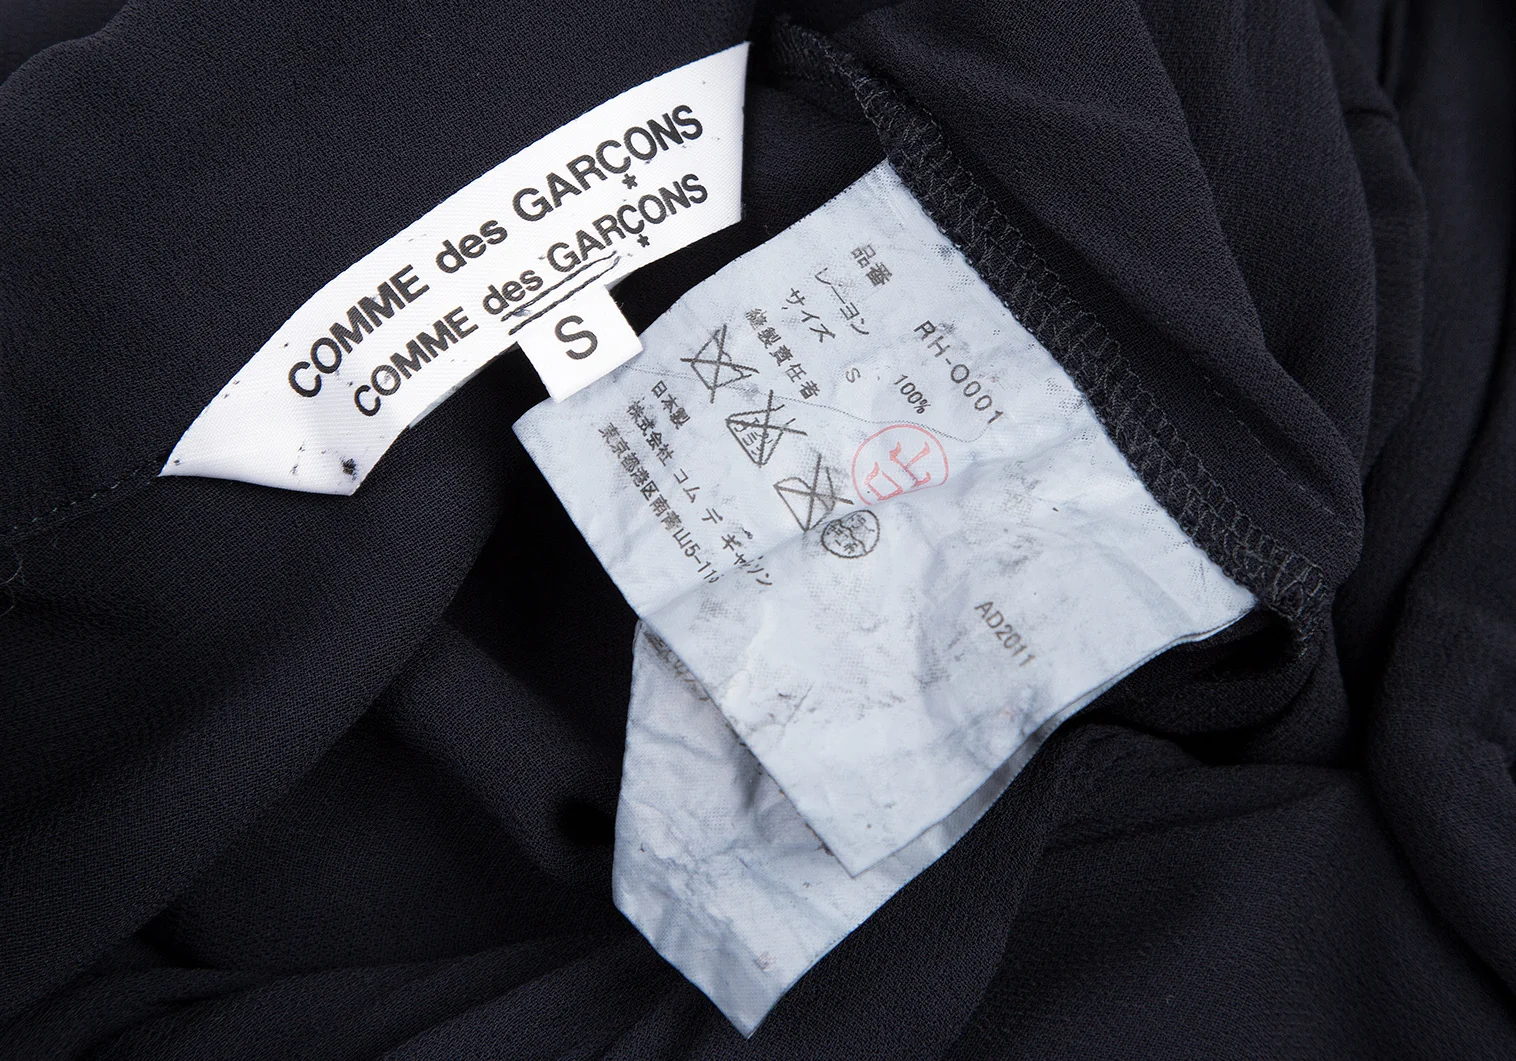 COMME des GARÇONS
COMME des GARÇONS
S
品番 RH-O001
レーヨン 100%
サイズ S
縫製責任者
日本製
株式会社 コム デ ギャルソン
東京都港区南青山5-11
AD2011